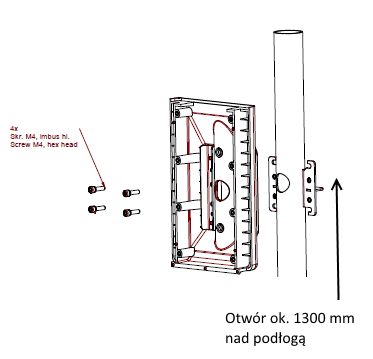 4x
Skr. M4, imbus hl.
Screw M4, hex head
Otwór ok. 1300 mm
nad podłogą